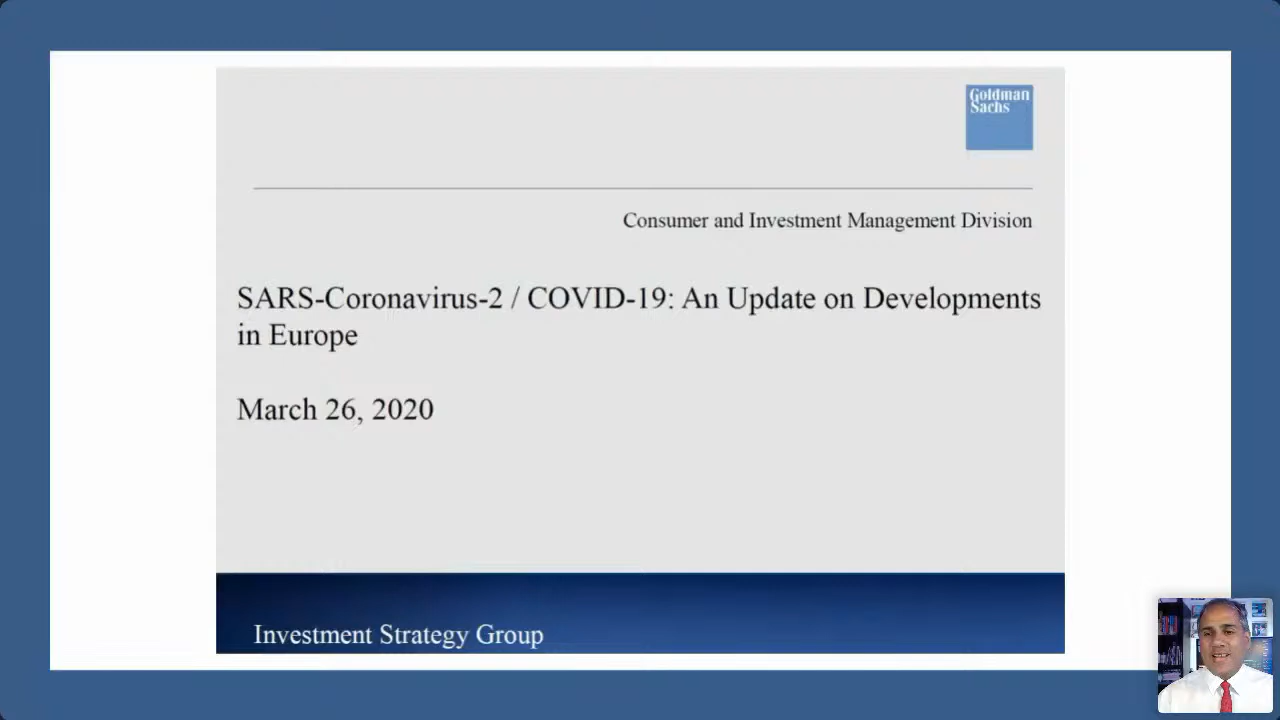 Goldman
Sachs
Consumer and Investment Management Division
SARS-Coronavirus-2 / COVID-19: An Update on Developments
in Europe
March 26, 2020
Investment Strategy Group